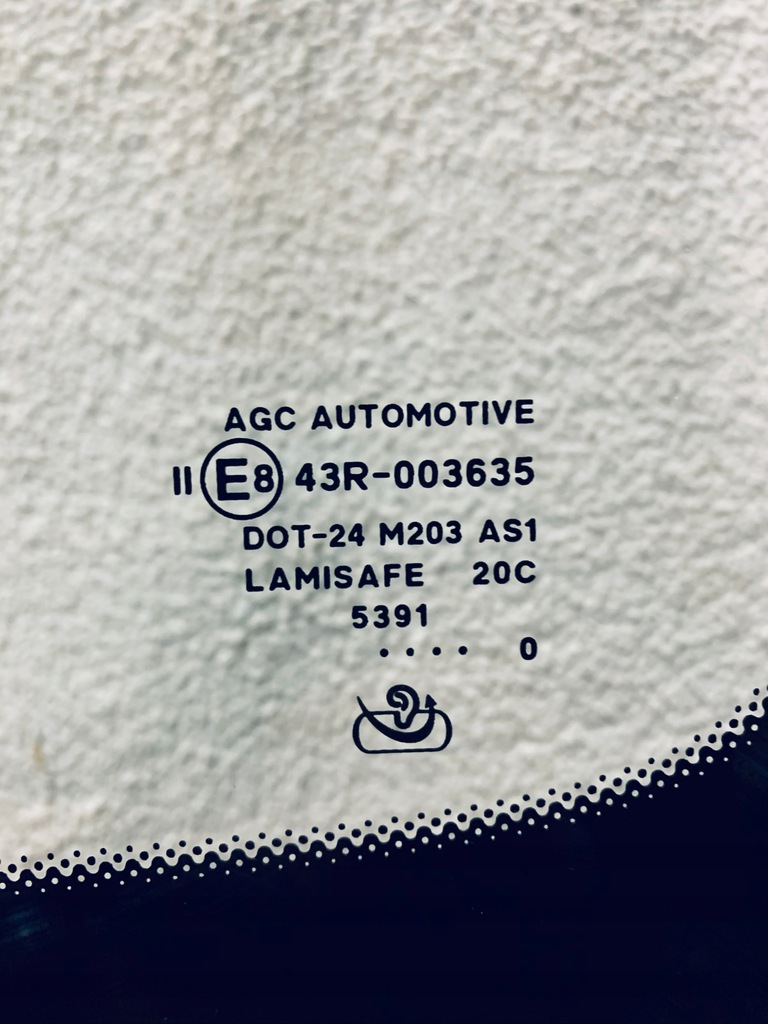 AGC AUTOMOTIVE
II E8 43R-003635
DOT-24 M203 AS1
LAMISAFE 20C
5391
.... 0